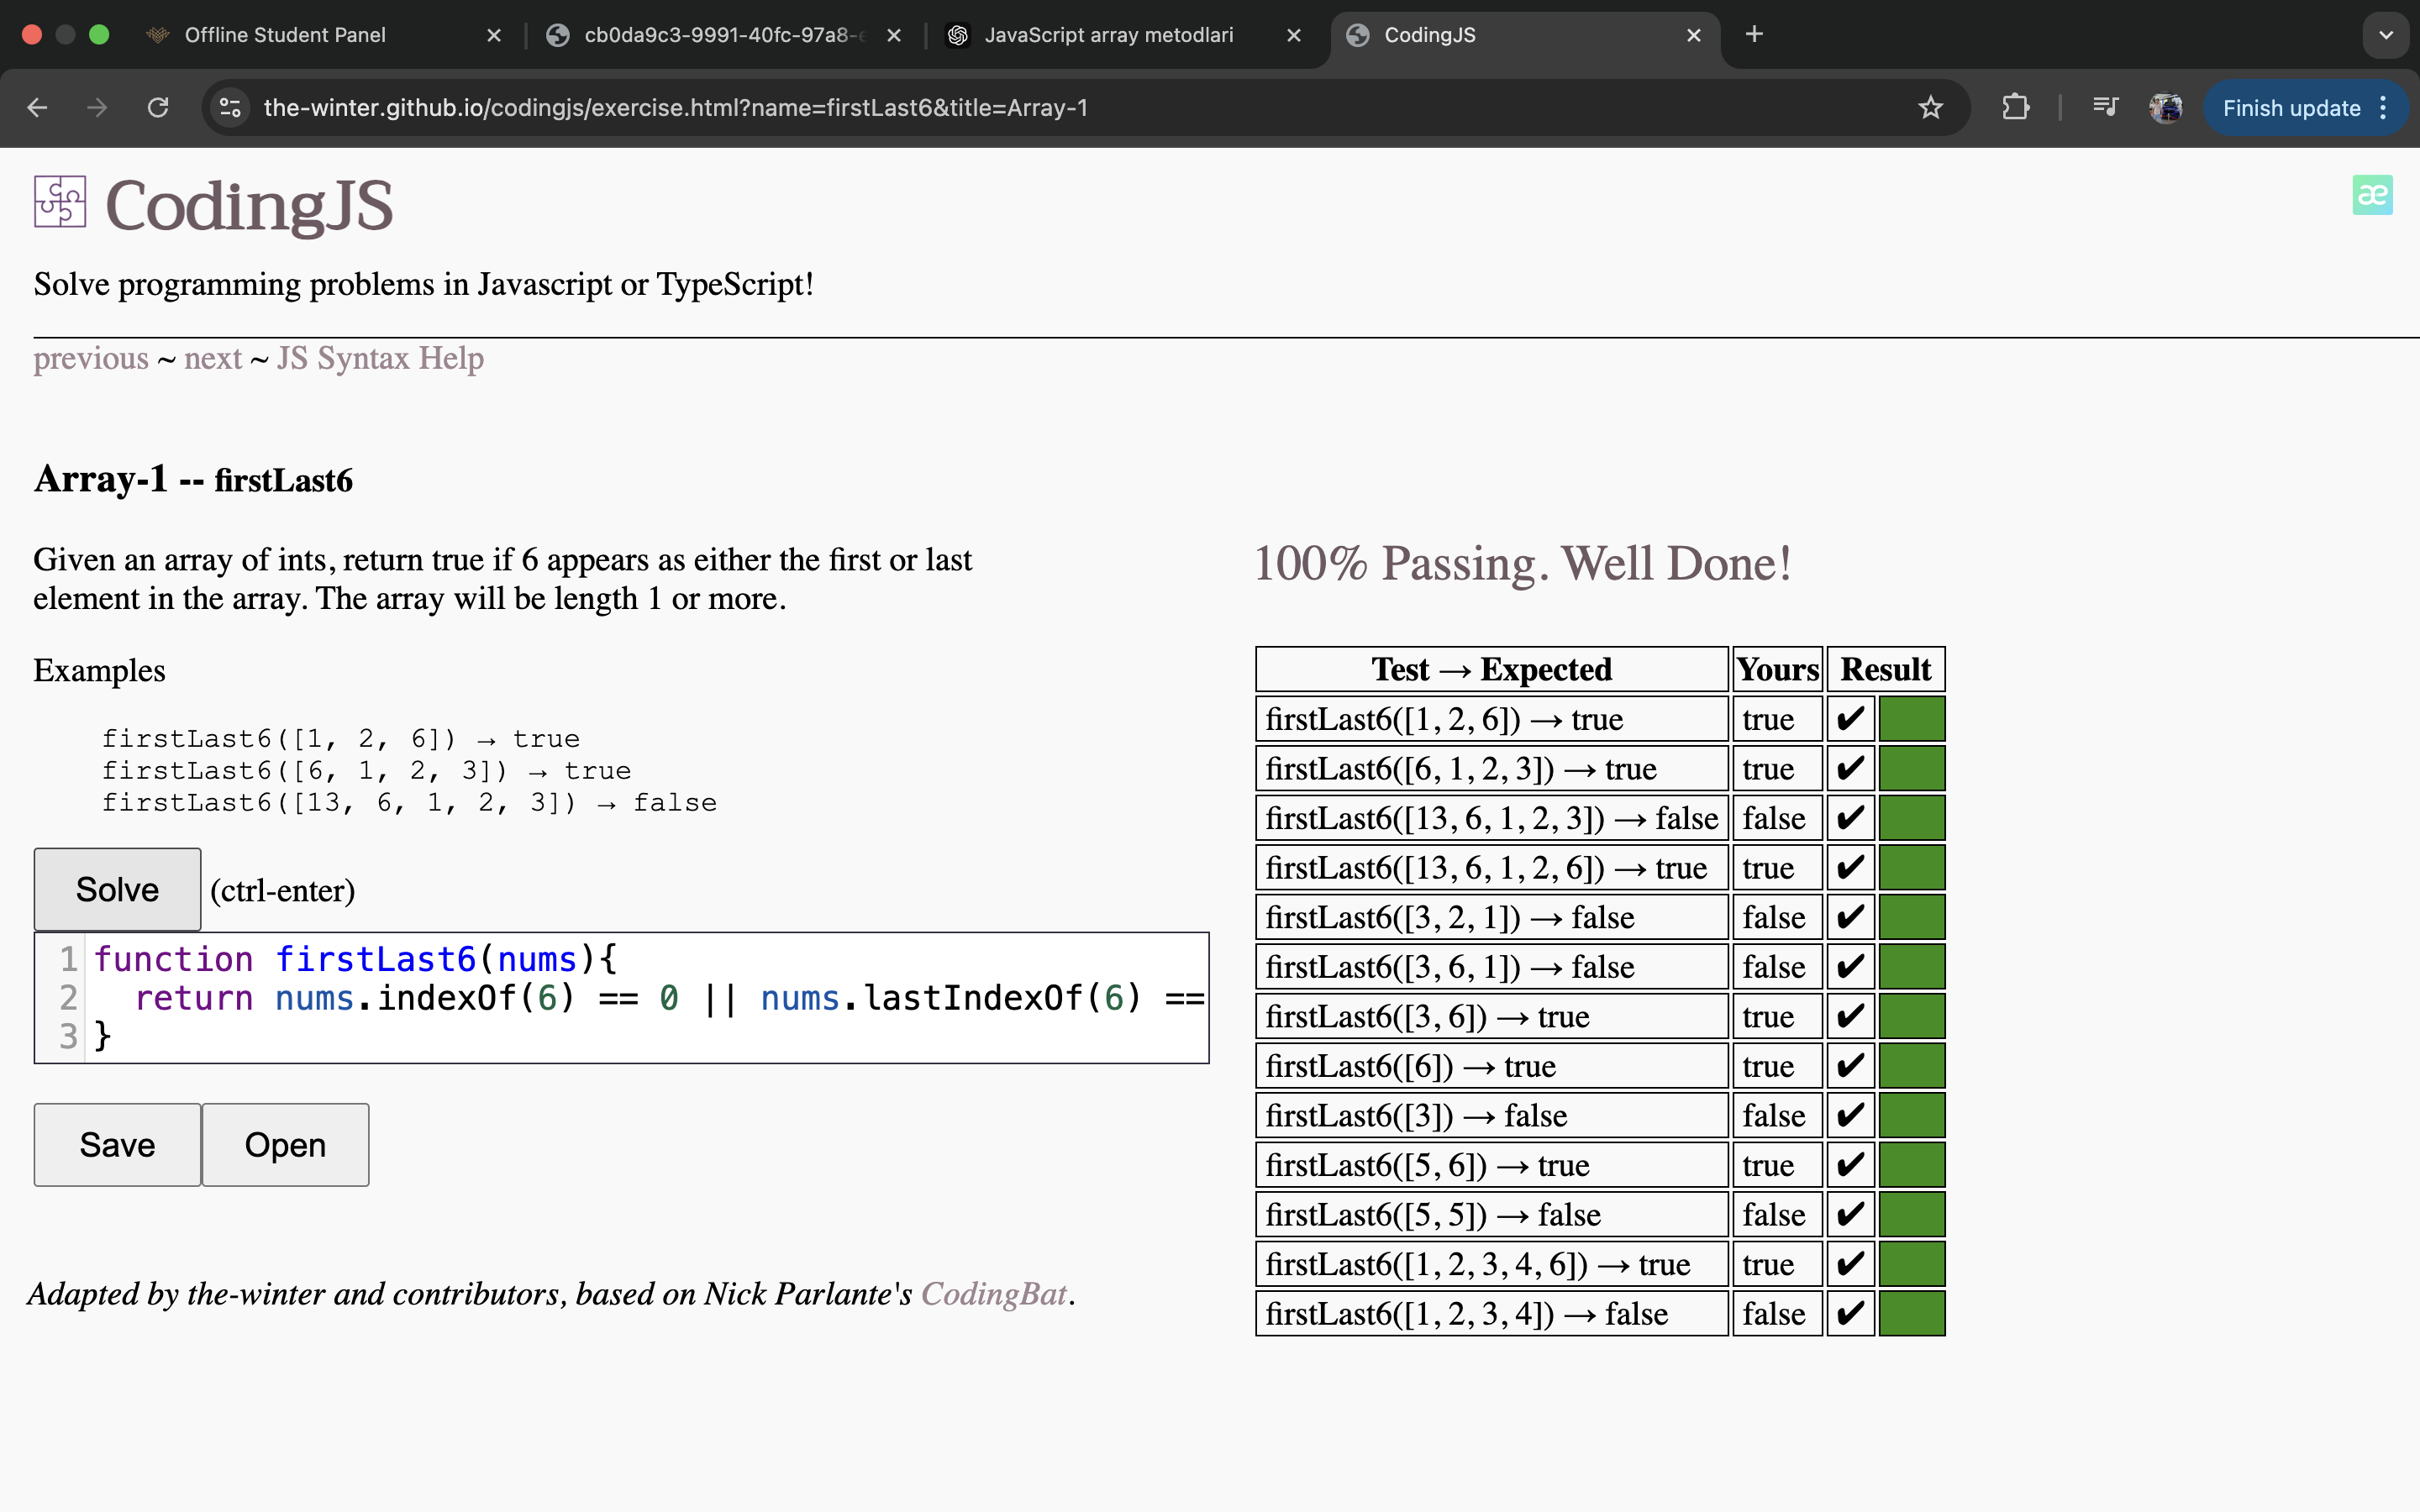 Offline Student Panel
cb0da9c3-9991-40fc-97a8-
JavaScript array metodlari
CodingJS
the-winter.github.io/codingjs/exercise.html?name=firstLast6&title=Array-1
Finish update
CodingJS
æ
Solve programming problems in Javascript or TypeScript!
previous ~ next ~ JS Syntax Help
Array-1 -- firstLast6
Given an array of ints, return true if 6 appears as either the first or last
element in the array. The array will be length 1 or more.
Examples
firstLast6([1, 2, 6]) → true
firstLast6([6, 1, 2, 3]) → true
firstLast6([13, 6, 1, 2, 3]) → false
Solve (ctrl-enter)
1 function firstLast6(nums){
2 return nums.indexOf(6) == 0 || nums.lastIndexOf(6) ==
3 }
Save Open
Adapted by the-winter and contributors, based on Nick Parlante's CodingBat.
100% Passing. Well Done!
Test → Expected Yours Result
firstLast6([1, 2, 6]) → true true ✔
firstLast6([6, 1, 2, 3]) → true true ✔
firstLast6([13, 6, 1, 2, 3]) → false false ✔
firstLast6([13, 6, 1, 2, 6]) → true true ✔
firstLast6([3, 2, 1]) → false false ✔
firstLast6([3, 6, 1]) → false false ✔
firstLast6([3, 6]) → true true ✔
firstLast6([6]) → true true ✔
firstLast6([3]) → false false ✔
firstLast6([5, 6]) → true true ✔
firstLast6([5, 5]) → false false ✔
firstLast6([1, 2, 3, 4, 6]) → true true ✔
firstLast6([1, 2, 3, 4]) → false false ✔